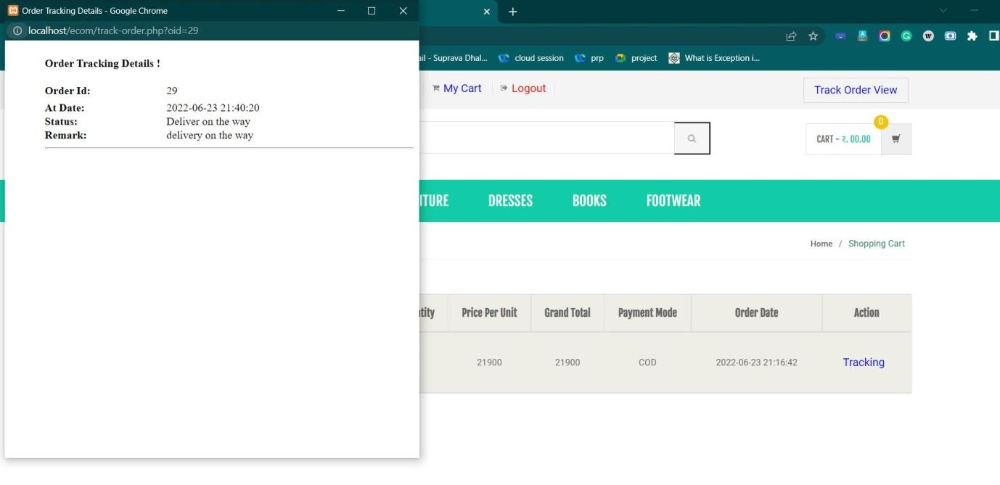 Order Tracking Details - Google Chrome
localhost/ecom/track-order.php?oid=29
Order Tracking Details !
Order Id: 29
At Date: 2022-06-23 21:40:20
Status: Deliver on the way
Remark: delivery on the way
ail - Suprava Dhal... cloud session prp project What is Exception i...
My Cart Logout Track Order View
0
CART - ₹. 00.00
ITURE DRESSES BOOKS FOOTWEAR
Home / Shopping Cart
ntity Price Per Unit Grand Total Payment Mode Order Date Action
21900 21900 COD 2022-06-23 21:16:42 Tracking